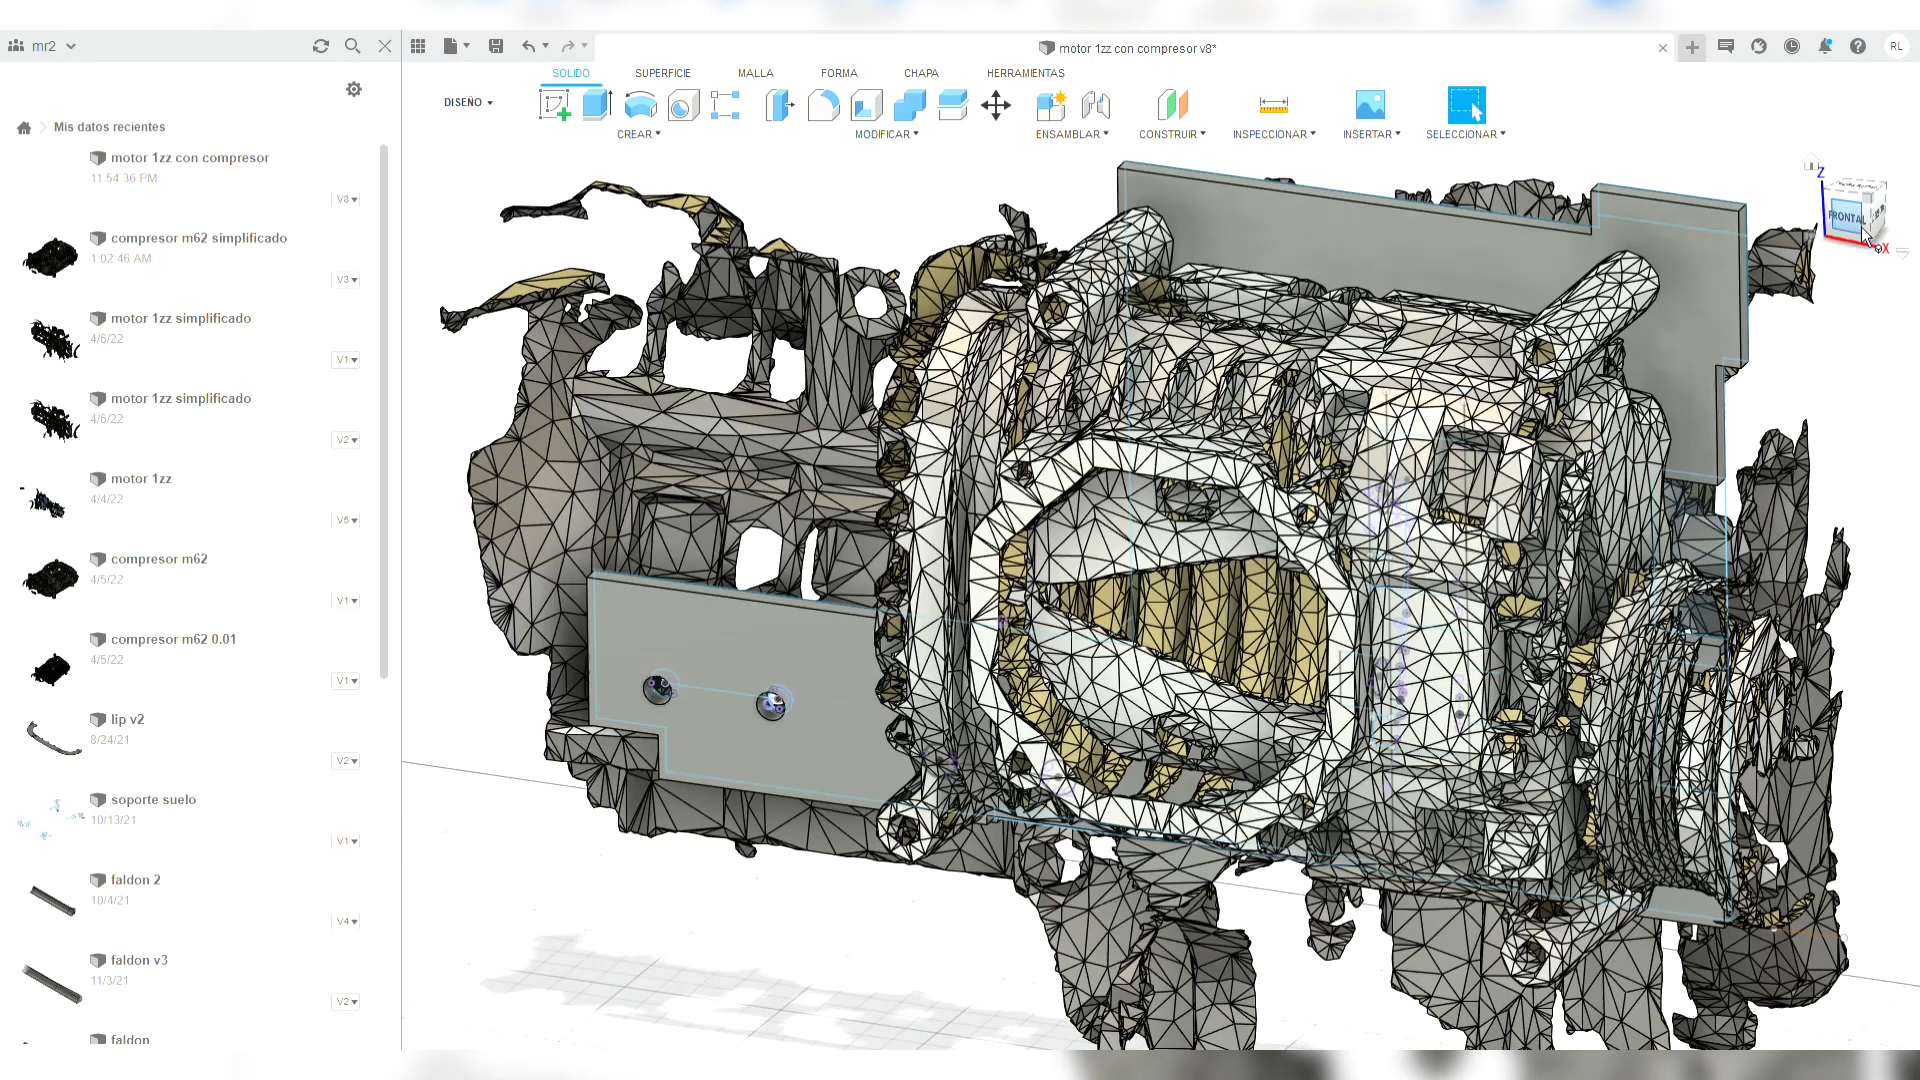 mr2
motor 1zz con compresor v8*
RL
SOLIDO
SUPERFICIE
MALLA
FORMA
CHAPA
HERRAMIENTAS
DISEÑO
CREAR
MODIFICAR
ENSAMBLAR
CONSTRUIR
INSPECCIONAR
INSERTAR
SELECCIONAR
Mis datos recientes
motor 1zz con compresor
11:54:36 PM
V8
compresor m62 simplificado
1:02:46 AM
V3
motor 1zz simplificado
4/6/22
V1
motor 1zz simplificado
4/6/22
V2
motor 1zz
4/4/22
V5
compresor m62
4/5/22
V1
compresor m62 0.01
4/5/22
V1
lip v2
8/24/21
V2
soporte suelo
10/13/21
V1
faldon 2
10/4/21
V4
faldon v3
11/3/21
V2
faldon
Z
FRONTAL
X